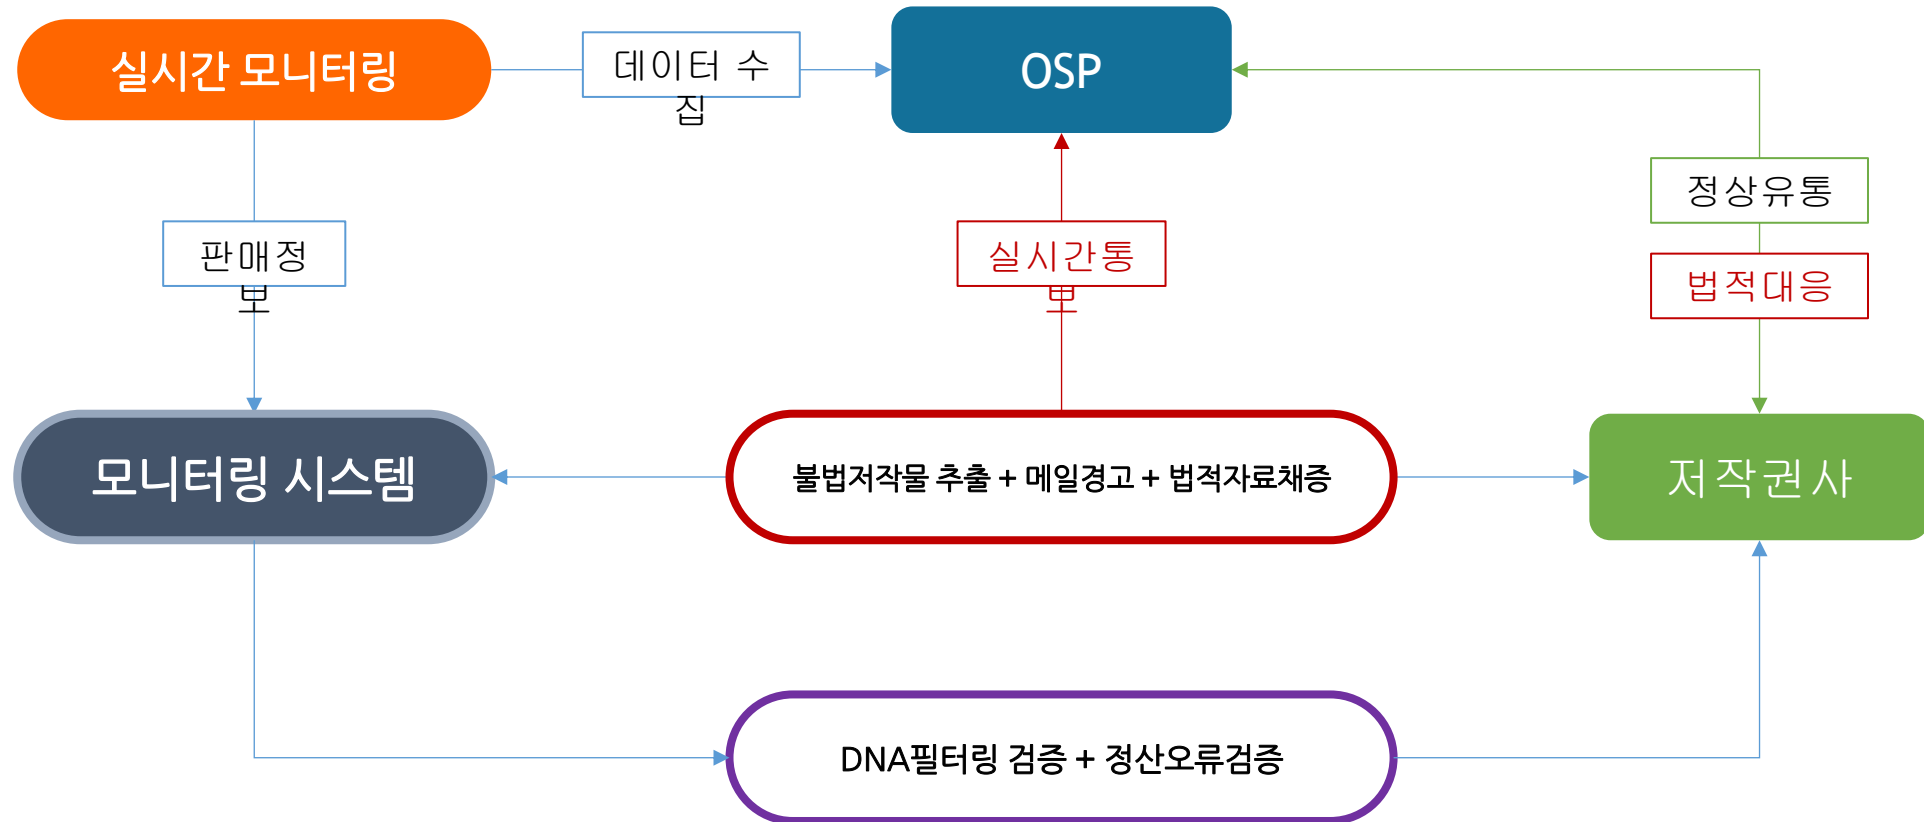 실시간 모니터링
데이터 수
집
OSP
정상유통
판매정
보
실시간통
보
법적대응
모니터링 시스템
불법저작물 추출 + 메일경고 + 법적자료채증
저작권사
DNA필터링 검증 + 정산오류검증